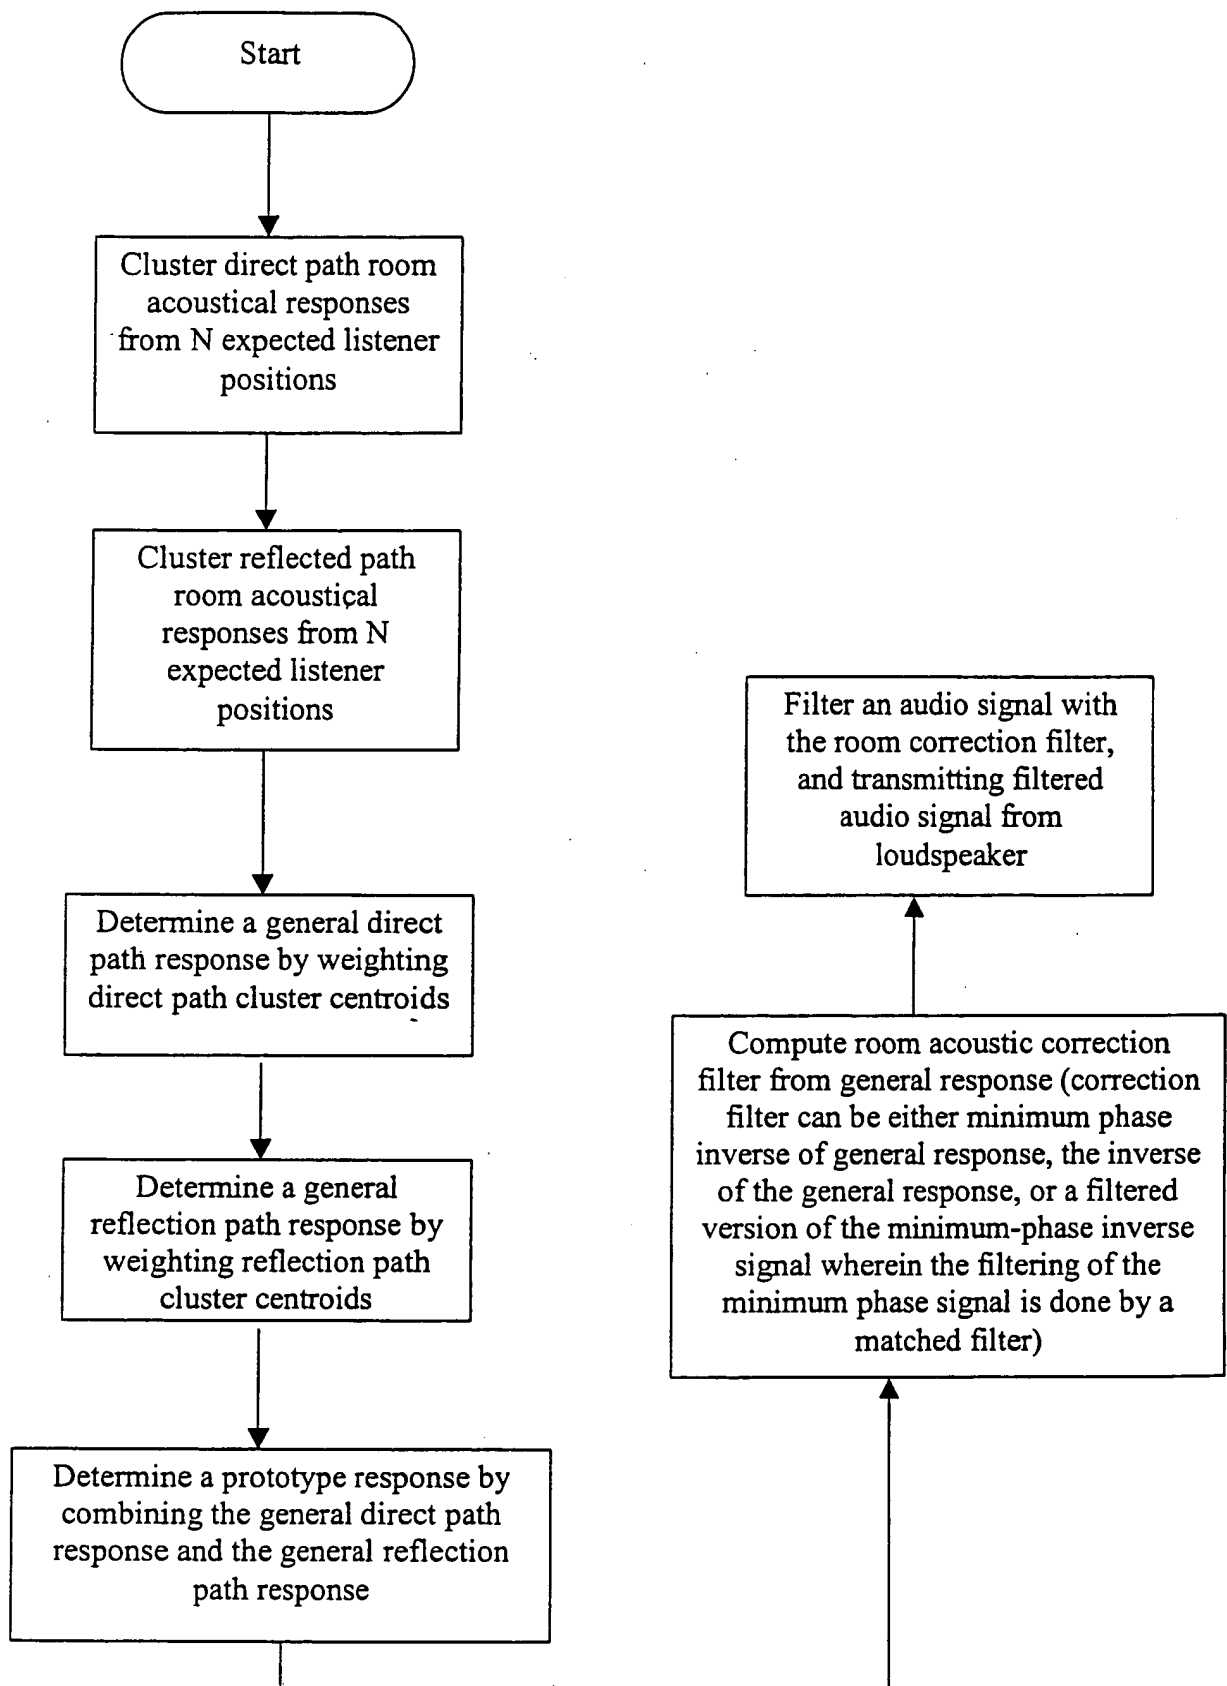 Start
Cluster direct path room
acoustical responses
from N expected listener
positions
Cluster reflected path
room acoustical
responses from N
expected listener
positions
Determine a general direct
path response by weighting
direct path cluster centroids
Determine a general
reflection path response by
weighting reflection path
cluster centroids
Determine a prototype response by
combining the general direct path
response and the general reflection
path response
Compute room acoustic correction
filter from general response (correction
filter can be either minimum phase
inverse of general response, the inverse
of the general response, or a filtered
version of the minimum-phase inverse
signal wherein the filtering of the
minimum phase signal is done by a
matched filter)
Filter an audio signal with
the room correction filter,
and transmitting filtered
audio signal from
loudspeaker